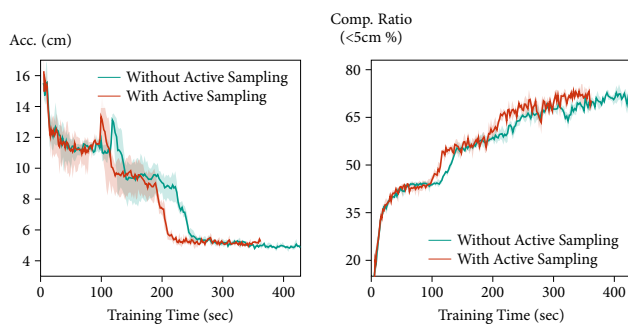 Acc. (cm)
16
14
12
10
8
6
4
0 100 200 300 400
Training Time (sec)
Without Active Sampling
With Active Sampling
Comp. Ratio
(<5cm %)
80
65
50
35
20
0 100 200 300 400
Training Time (sec)
Without Active Sampling
With Active Sampling